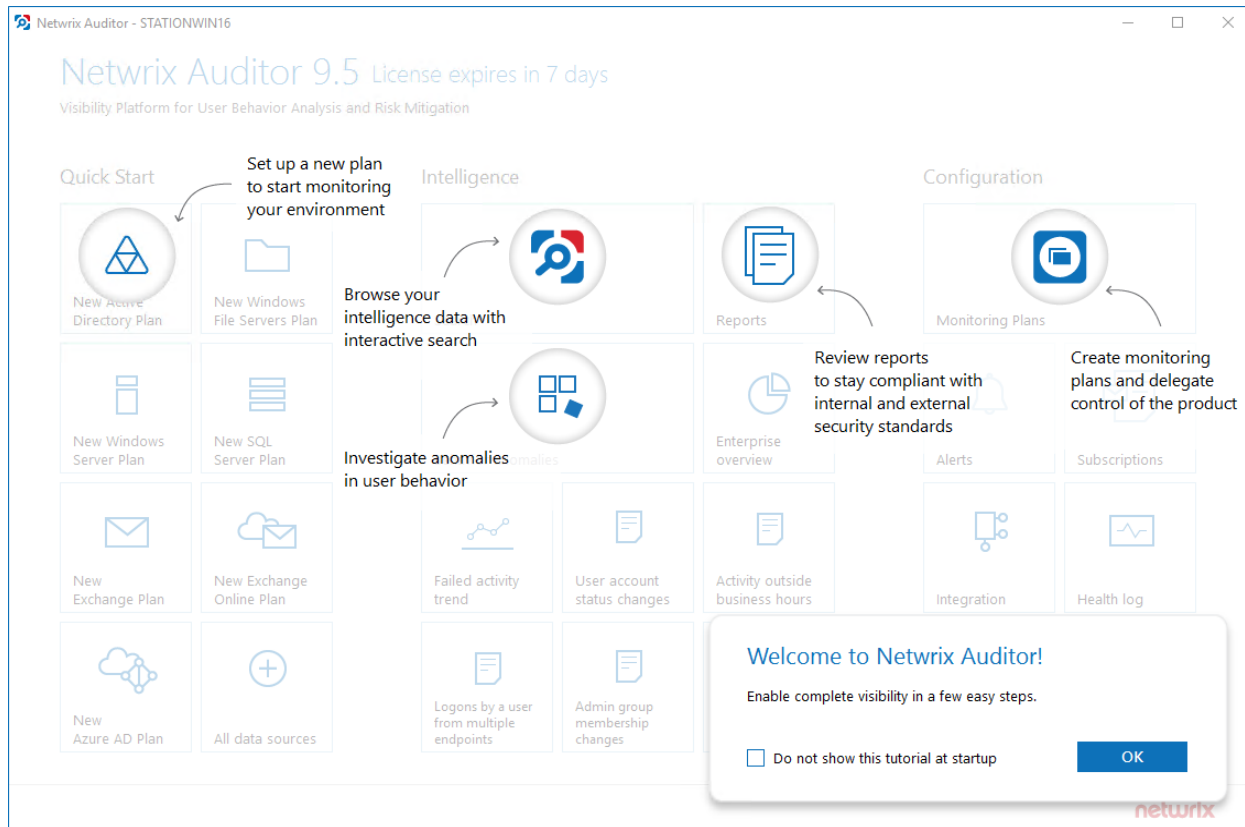 Netwrix Auditor - STATIONWIN16
Netwrix Auditor 9.5 License expires in 7 days
Visibility Platform for User Behavior Analysis and Risk Mitigation
Quick Start
Set up a new plan
to start monitoring
your environment
Intelligence
Configuration
New Active
Directory Plan
New Windows
File Servers Plan
Browse your
intelligence data with
interactive search
Reports
Monitoring Plans
Review reports
to stay compliant with
internal and external
security standards
Create monitoring
plans and delegate
control of the product
New Windows
Server Plan
New SQL
Server Plan
Investigate anomalies
in user behavior
anomalies
Enterprise
overview
Alerts
Subscriptions
New
Exchange Plan
New Exchange
Online Plan
Failed activity
trend
User account
status changes
Activity outside
business hours
Integration
Health log
New
Azure AD Plan
All data sources
Logons by a user
from multiple
endpoints
Admin group
membership
changes
Welcome to Netwrix Auditor!
Enable complete visibility in a few easy steps.
Do not show this tutorial at startup
OK
netwrix